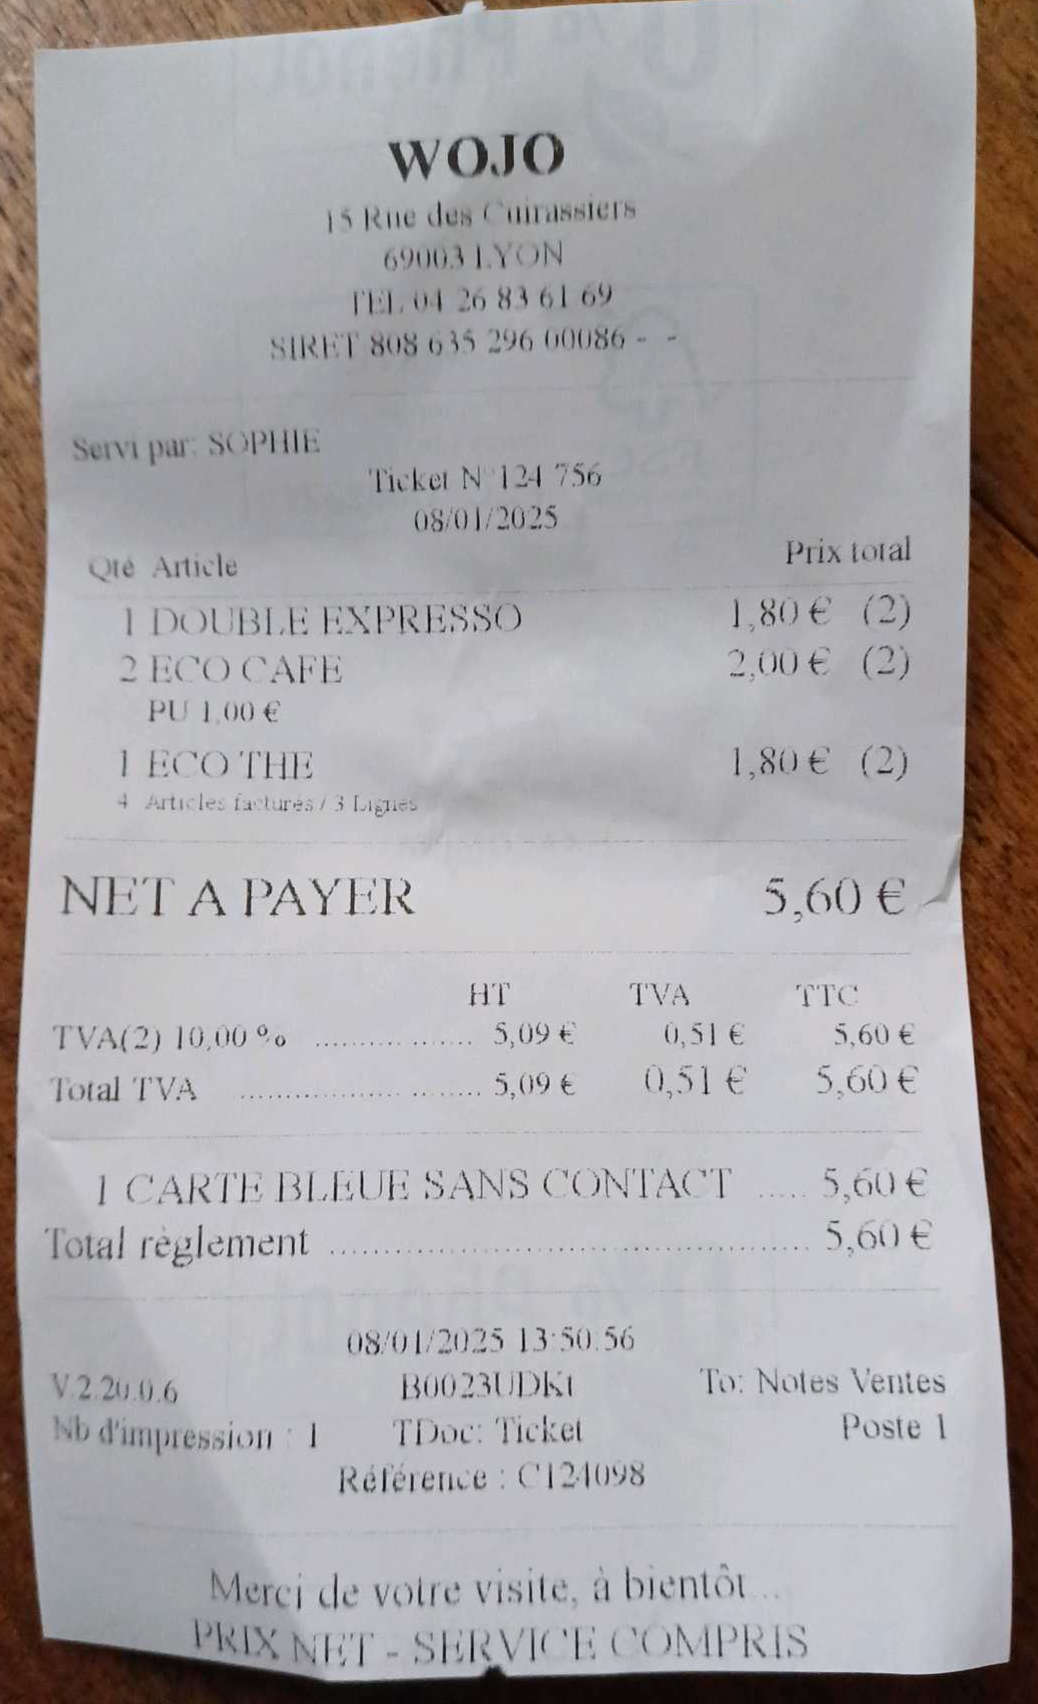 WOJO
15 Rue des Cuirassiers
69003 LYON
TEL 04 26 83 61 69
SIRET 808 635 296 00086 - -
Servi par: SOPHIE
Ticket N°124 756
08/01/2025
Qté Article Prix total
1 DOUBLE EXPRESSO 1,80 € (2)
2 ECO CAFE 2,00 € (2)
PU 1,00 €
1 ECO THE 1,80 € (2)
4 Articles facturés / 3 Lignes
NET A PAYER 5,60 €
HT TVA TTC
TVA(2) 10,00 % ................ 5,09 € 0,51 € 5,60 €
Total TVA ........................ 5,09 € 0,51 € 5,60 €
1 CARTE BLEUE SANS CONTACT ..... 5,60 €
Total règlement ................................................ 5,60 €
08/01/2025 13:50:56
V.2.20.0.6 B0023UDKt To: Notes Ventes
Nb d'impression : 1 TDoc: Ticket Poste 1
Référence : C124098
Merci de votre visite, à bientôt ...
PRIX NET - SERVICE COMPRIS